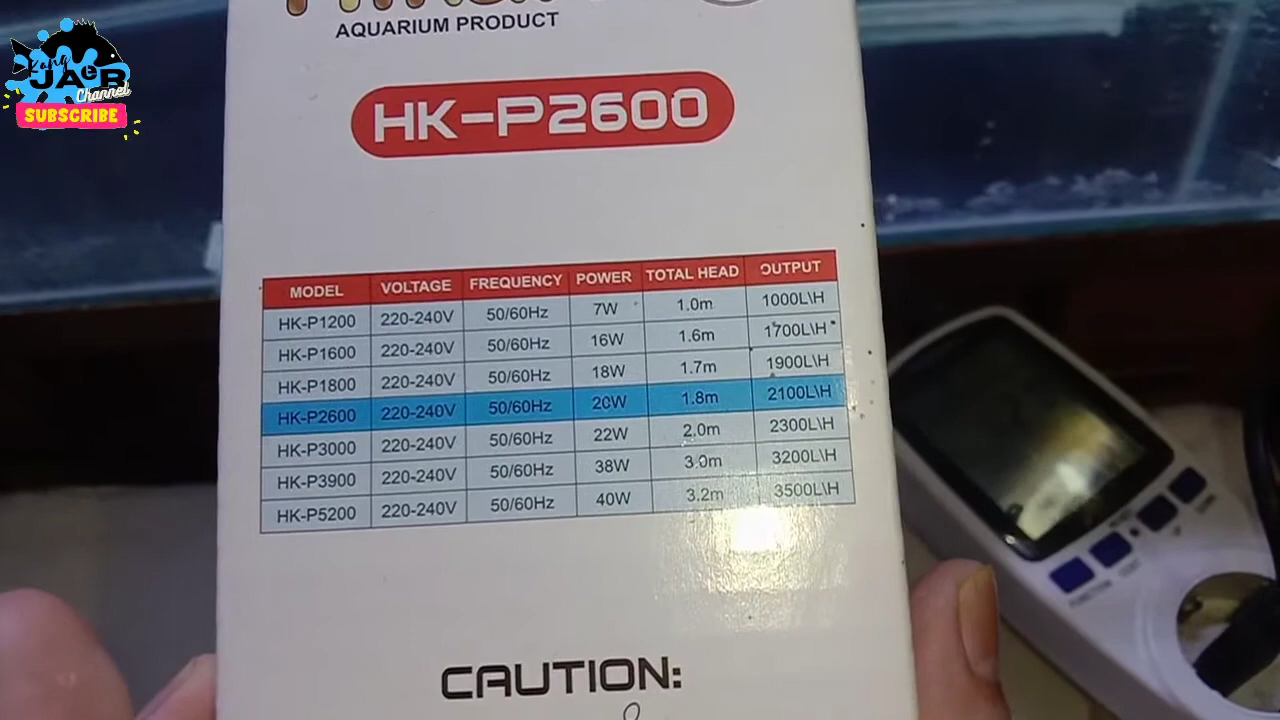 AQUARIUM PRODUCT
Kang
JAeB
Channel
SUBSCRIBE
HK-P2600
MODEL VOLTAGE FREQUENCY POWER TOTAL HEAD OUTPUT
HK-P1200 220-240V 50/60Hz 7W 1.0m 1000L\H
HK-P1600 220-240V 50/60Hz 16W 1.6m 1700L\H
HK-P1800 220-240V 50/60Hz 18W 1.7m 1900L\H
HK-P2600 220-240V 50/60Hz 20W 1.8m 2100L\H
HK-P3000 220-240V 50/60Hz 22W 2.0m 2300L\H
HK-P3900 220-240V 50/60Hz 38W 3.0m 3200L\H
HK-P5200 220-240V 50/60Hz 40W 3.2m 3500L\H
FUNCTION
CAUTION: